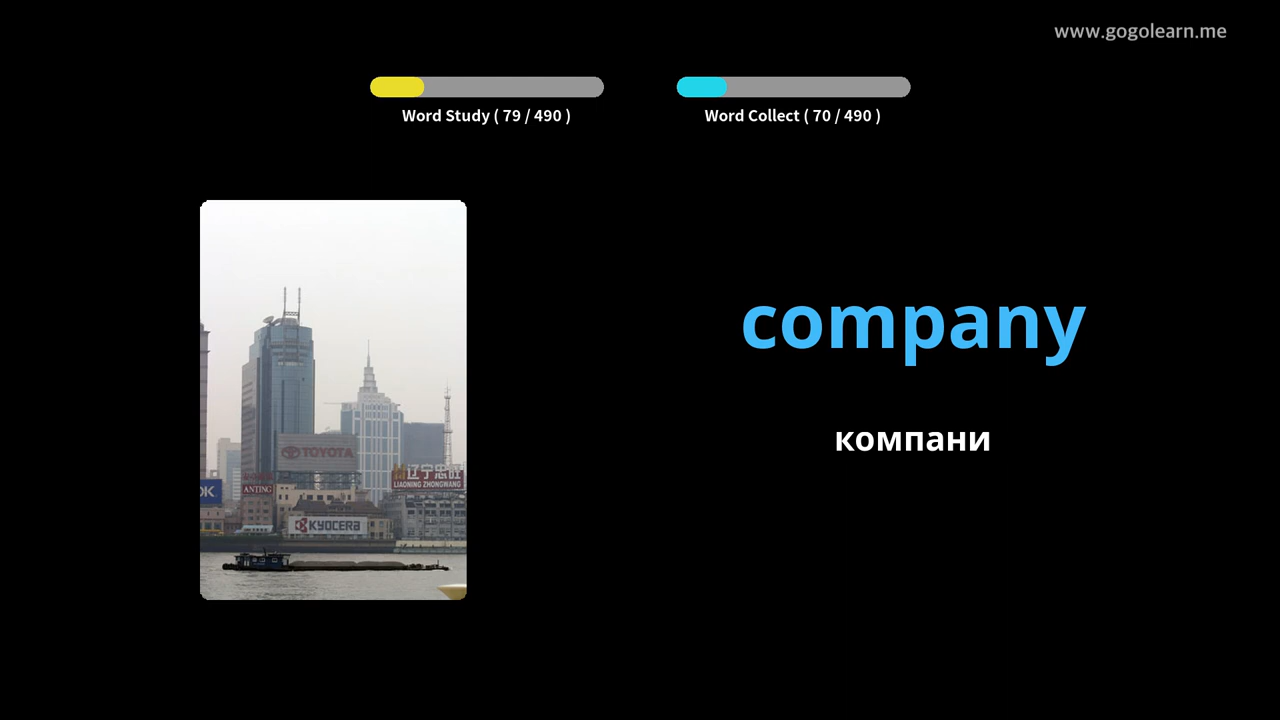 www.gogolearn.me
Word Study ( 79 / 490 )
Word Collect ( 70 / 490 )
company
компани
TOYOTA
辽宁忠旺
LIAONING ZHONGWANG
ANTING
KYOCERA